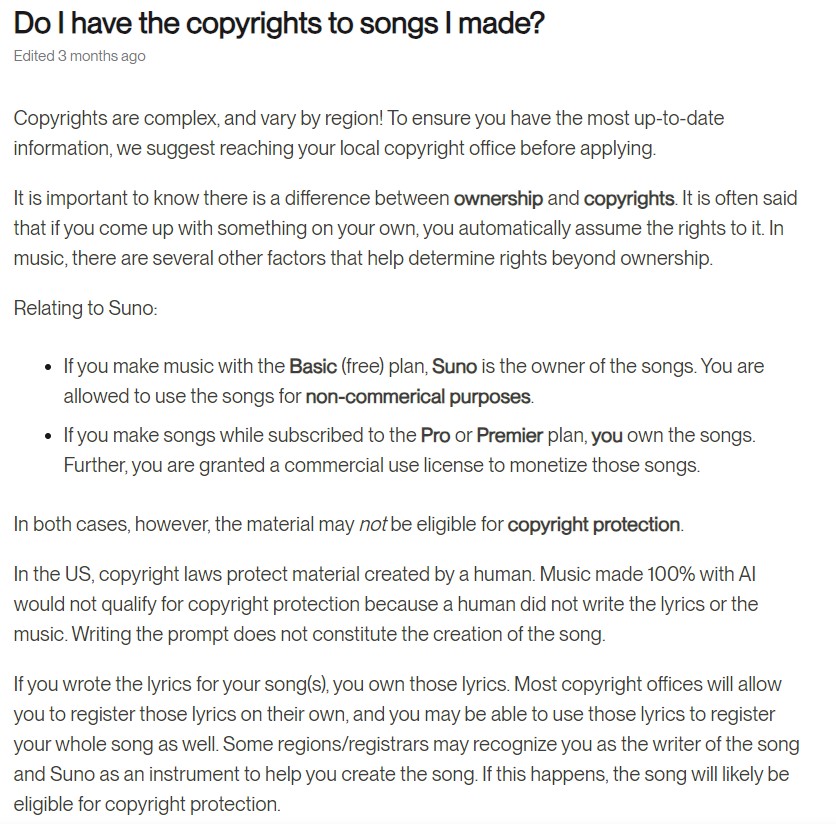 Do I have the copyrights to songs I made?
Edited 3 months ago
Copyrights are complex, and vary by region! To ensure you have the most up-to-date
information, we suggest reaching your local copyright office before applying.
It is important to know there is a difference between ownership and copyrights. It is often said
that if you come up with something on your own, you automatically assume the rights to it. In
music, there are several other factors that help determine rights beyond ownership.
Relating to Suno:
• If you make music with the Basic (free) plan, Suno is the owner of the songs. You are
allowed to use the songs for non-commerical purposes.
• If you make songs while subscribed to the Pro or Premier plan, you own the songs.
Further, you are granted a commercial use license to monetize those songs.
In both cases, however, the material may not be eligible for copyright protection.
In the US, copyright laws protect material created by a human. Music made 100% with AI
would not qualify for copyright protection because a human did not write the lyrics or the
music. Writing the prompt does not constitute the creation of the song.
If you wrote the lyrics for your song(s), you own those lyrics. Most copyright offices will allow
you to register those lyrics on their own, and you may be able to use those lyrics to register
your whole song as well. Some regions/registrars may recognize you as the writer of the song
and Suno as an instrument to help you create the song. If this happens, the song will likely be
eligible for copyright protection.